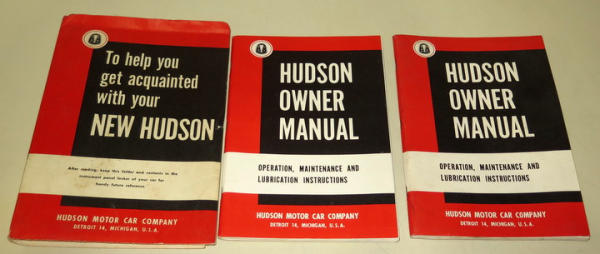 To help you
get acquainted
with your
NEW HUDSON
After reading, keep this folder and contents in the
instrument panel locker of your car for
handy future reference.
HUDSON MOTOR CAR COMPANY
DETROIT 14, MICHIGAN, U.S.A.
HUDSON
OWNER
MANUAL
OPERATION, MAINTENANCE AND
LUBRICATION INSTRUCTIONS
HUDSON MOTOR CAR COMPANY
DETROIT 14, MICHIGAN, U.S.A.
HUDSON
OWNER
MANUAL
OPERATION, MAINTENANCE AND
LUBRICATION INSTRUCTIONS
HUDSON MOTOR CAR COMPANY
DETROIT 14, MICHIGAN, U.S.A.